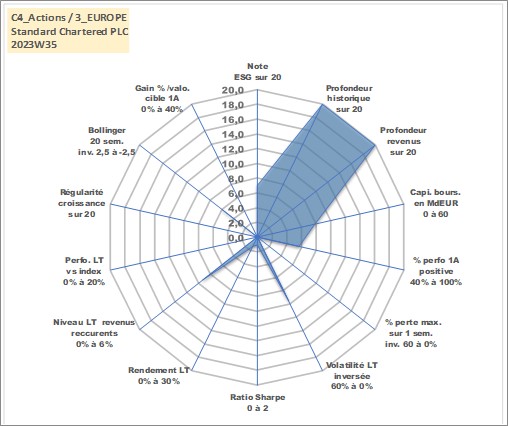 C4_Actions / 3_EUROPE
Standard Chartered PLC
2023W35
Note
ESG sur 20
Profondeur
historique
sur 20
Profondeur
revenus
sur 20
Capi. bours.
en MdEUR
0 à 60
% perfo 1A
positive
40% à 100%
% perte max.
sur 1 sem.
inv. 60 à 0%
Volatilité LT
inversée
60% à 0%
Ratio Sharpe
0 à 2
Rendement LT
0% à 30%
Niveau LT revenus
reccurents
0% à 6%
Perfo. LT
vs index
0% à 20%
Régularité
croissance
sur 20
Bollinger
20 sem.
inv. 2,5 à -2,5
Gain % /valo.
cible 1A
0% à 40%
20,0
18,0
16,0
14,0
12,0
10,0
8,0
6,0
4,0
2,0
0,0